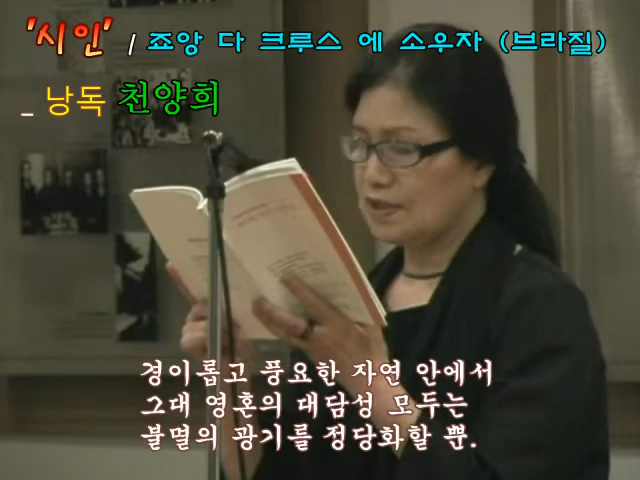 '시인' / 죠앙 다 크루스 에 소우자 (브라질)
_ 낭독 천양희
경이롭고 풍요한 자연 안에서
그대 영혼의 대담성 모두는
불멸의 광기를 정당화할 뿐.